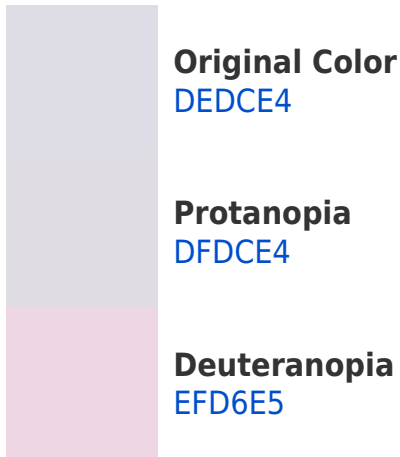 Original Color
DEDCE4
Protanopia
DFDCE4
Deuteranopia
EFD6E5